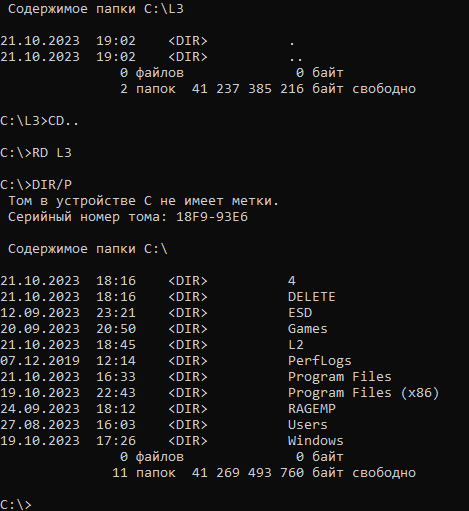 Содержимое папки C:\L3
21.10.2023 19:02 <DIR> .
21.10.2023 19:02 <DIR> ..
0 файлов 0 байт
2 папок 41 237 385 216 байт свободно
C:\L3>CD..
C:\>RD L3
C:\>DIR/P
Том в устройстве C не имеет метки.
Серийный номер тома: 18F9-93E6
Содержимое папки C:\
21.10.2023 18:16 <DIR> 4
21.10.2023 18:16 <DIR> DELETE
12.09.2023 23:21 <DIR> ESD
20.09.2023 20:50 <DIR> Games
21.10.2023 18:45 <DIR> L2
07.12.2019 12:14 <DIR> PerfLogs
21.10.2023 16:33 <DIR> Program Files
19.10.2023 22:43 <DIR> Program Files (x86)
24.09.2023 18:12 <DIR> RAGEMP
27.08.2023 16:03 <DIR> Users
19.10.2023 17:26 <DIR> Windows
0 файлов 0 байт
11 папок 41 269 493 760 байт свободно
C:\>